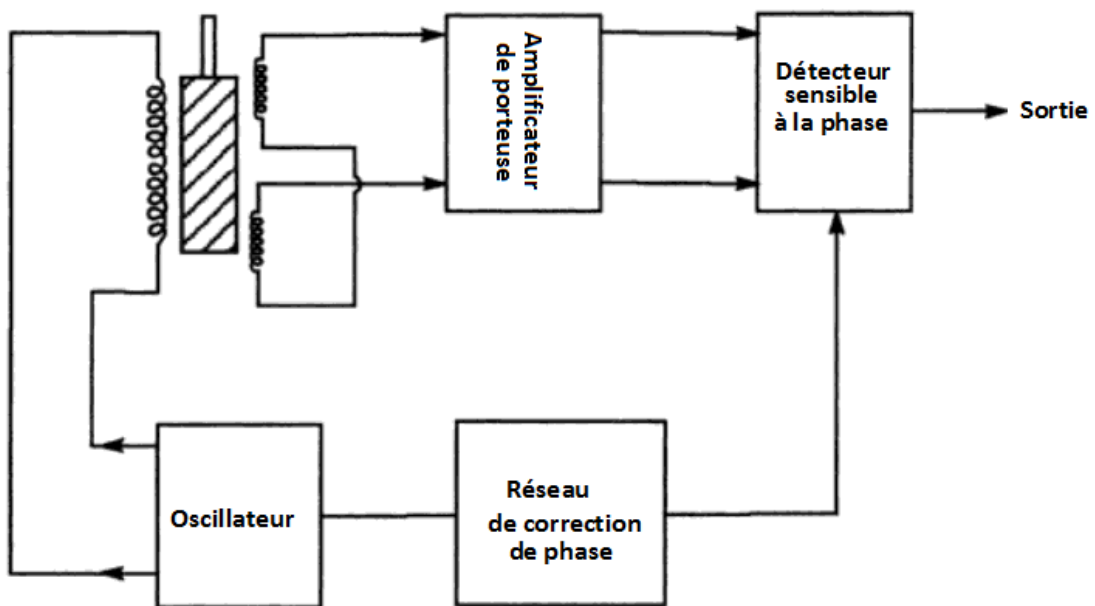 Amplificateur
de porteuse
Détecteur
sensible
à la phase
Sortie
Oscillateur
Réseau
de correction
de phase